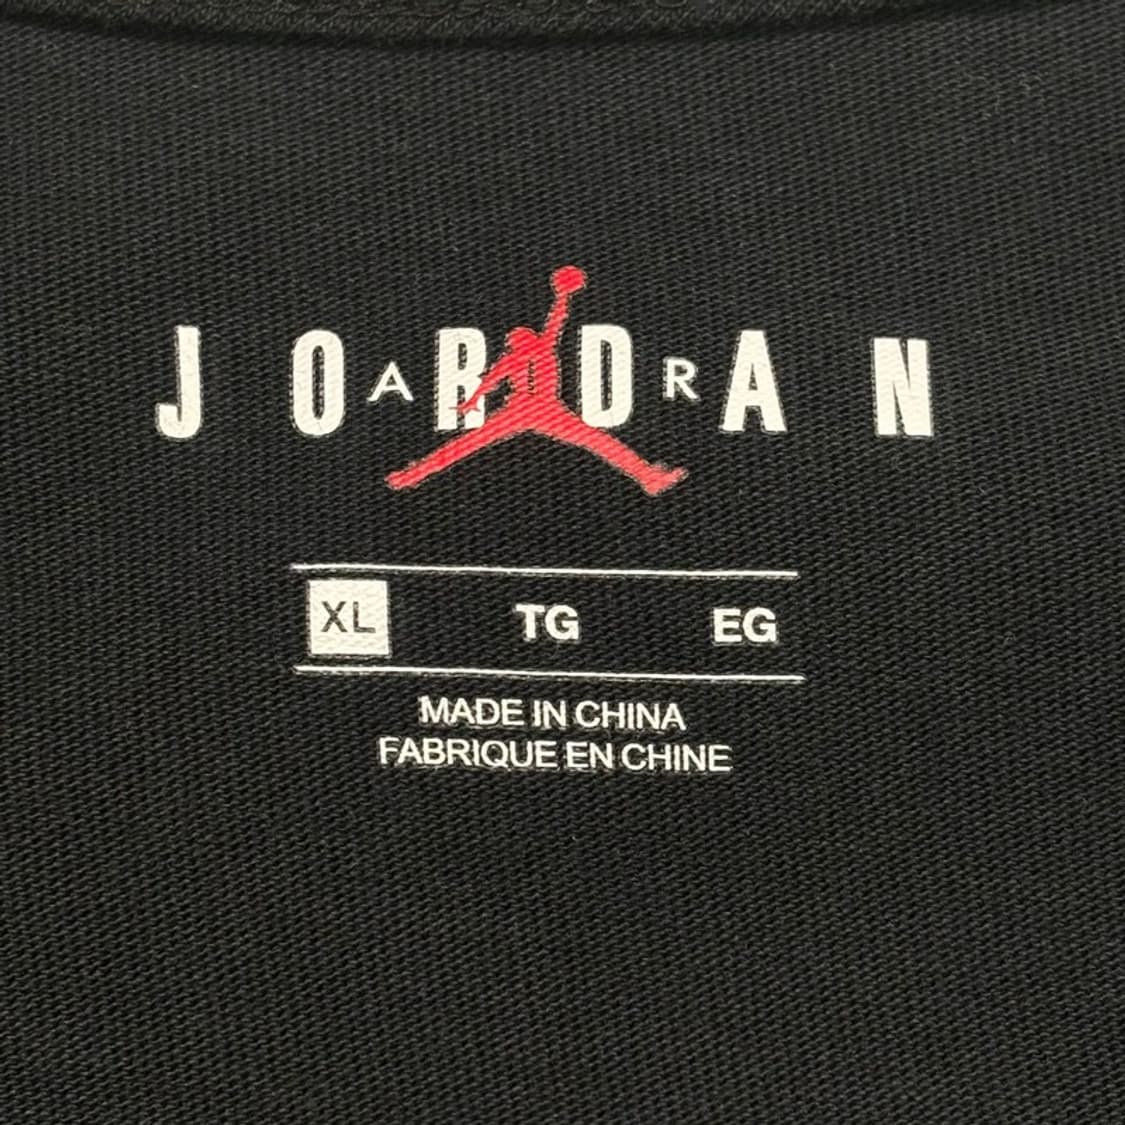 JORDAN
AIR
XL TG EG
MADE IN CHINA
FABRIQUE EN CHINE